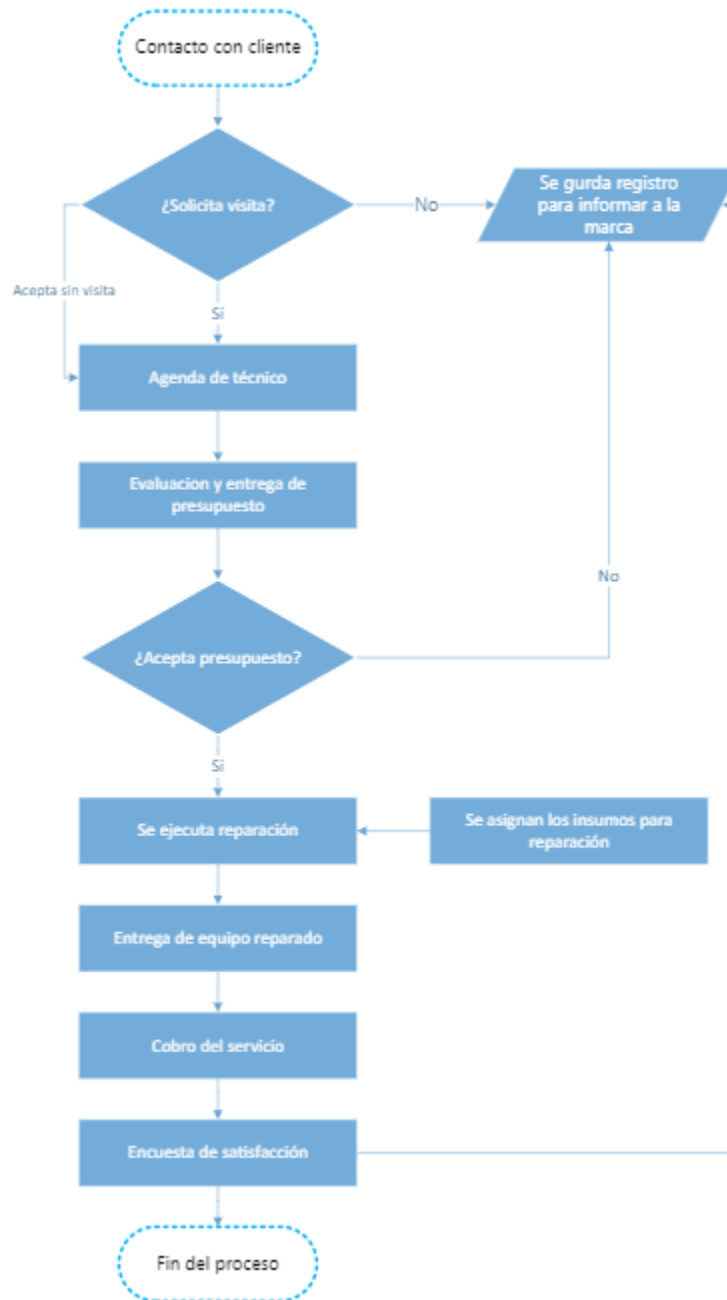 Contacto con cliente
¿Solicita visita?
No
Se gurda registro
para informar a la
marca
Acepta sin visita
Si
Agenda de técnico
Evaluacion y entrega de
presupuesto
No
¿Acepta presupuesto?
Si
Se ejecuta reparación
Se asignan los insumos para
reparación
Entrega de equipo reparado
Cobro del servicio
Encuesta de satisfacción
Fin del proceso